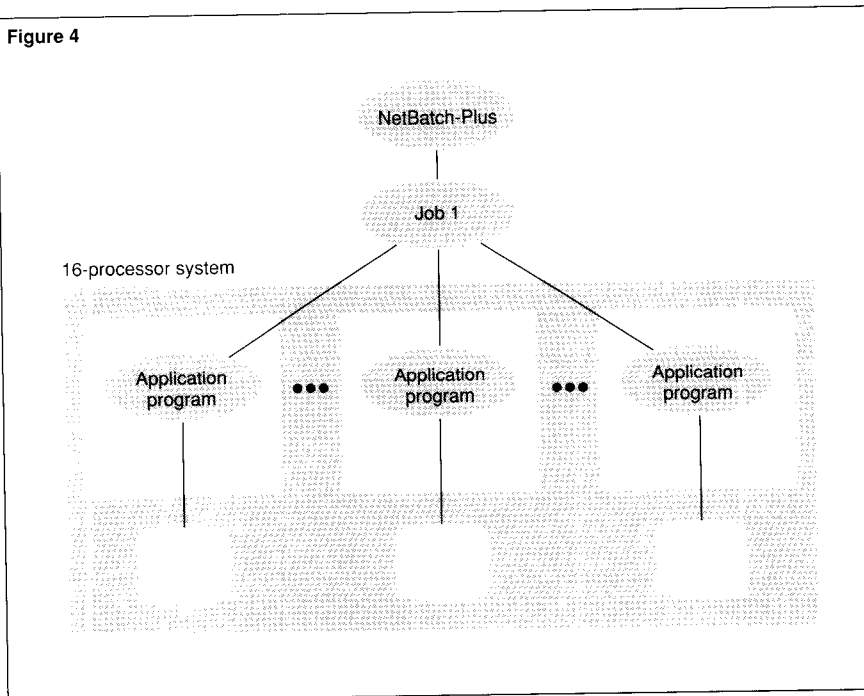 Figure 4
NetBatch-Plus
Job 1
16-processor system
Application
program
•••
Application
program
•••
Application
program